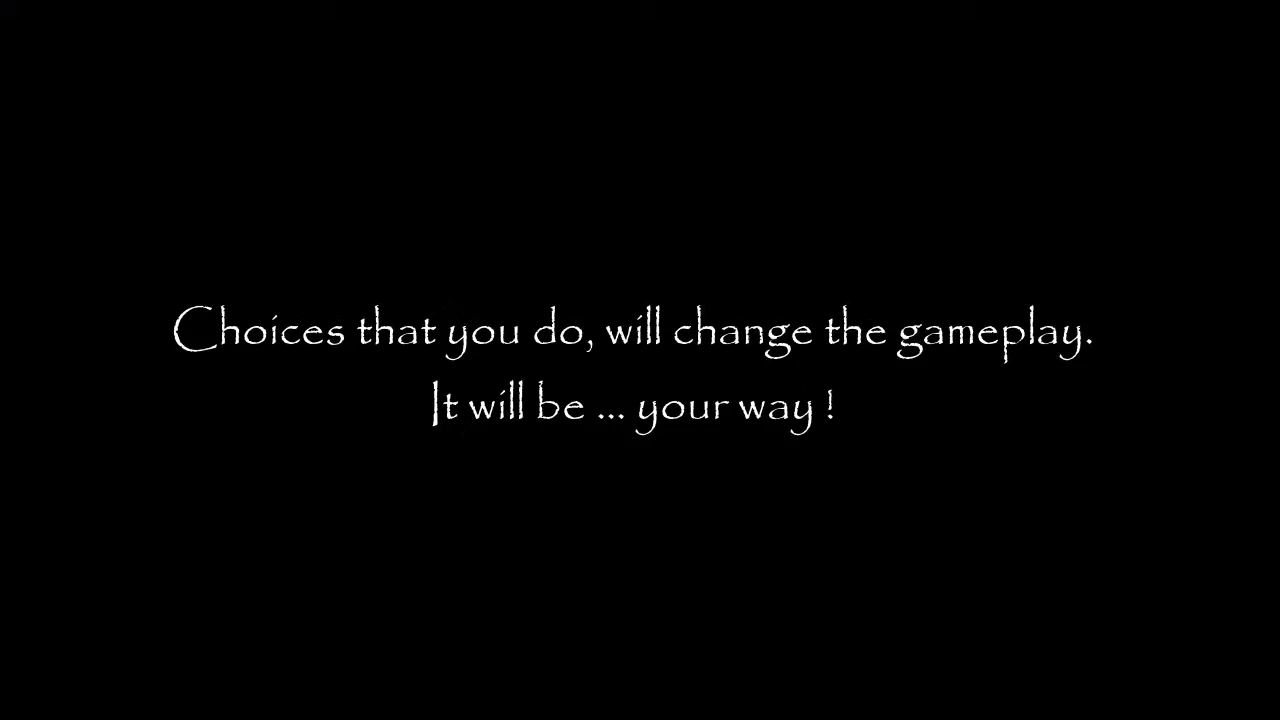 Choices that you do, will change the gameplay.
It will be ... your way !